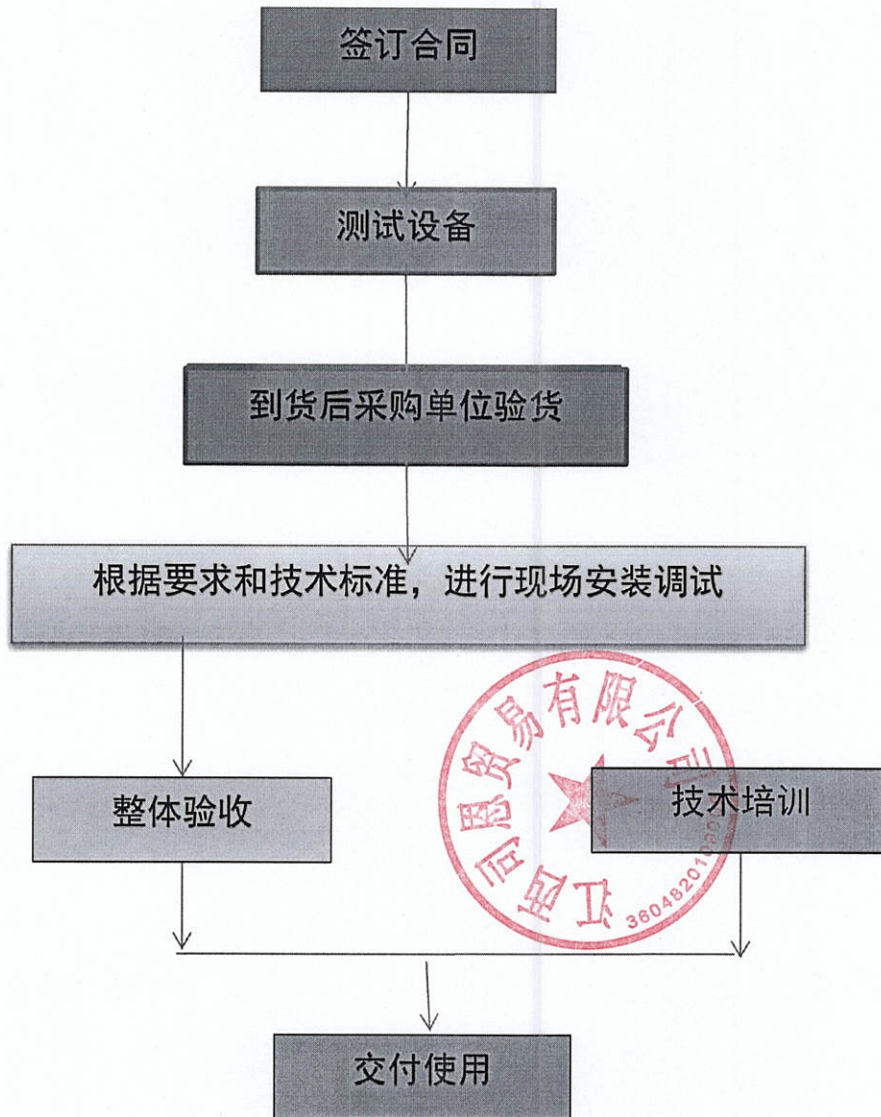 签订合同
测试设备
到货后采购单位验货
根据要求和技术标准，进行现场安装调试
江西司恩贸易有限公司
整体验收
技术培训
交付使用